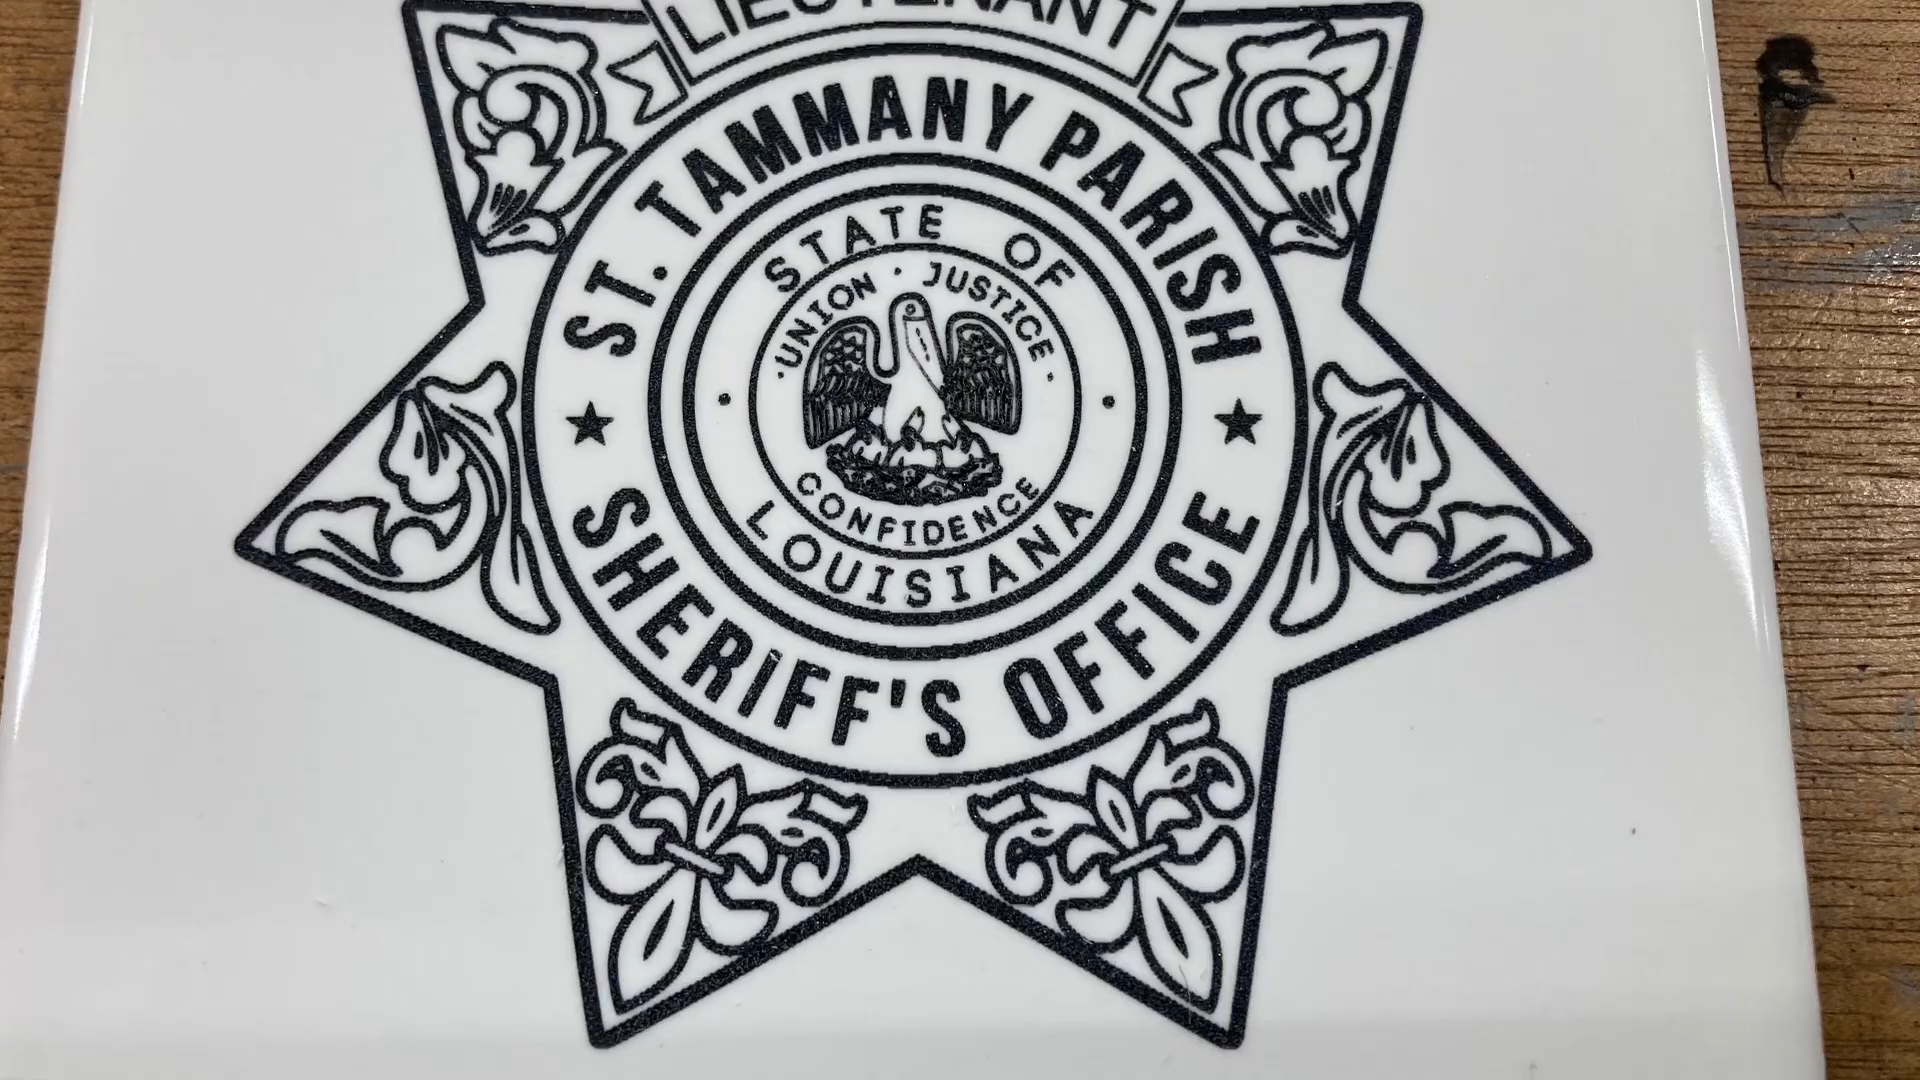 LIEUTENANT
ST. TAMMANY PARISH
STATE OF
· UNION · JUSTICE ·
CONFIDENCE
LOUISIANA
SHERIFF'S OFFICE